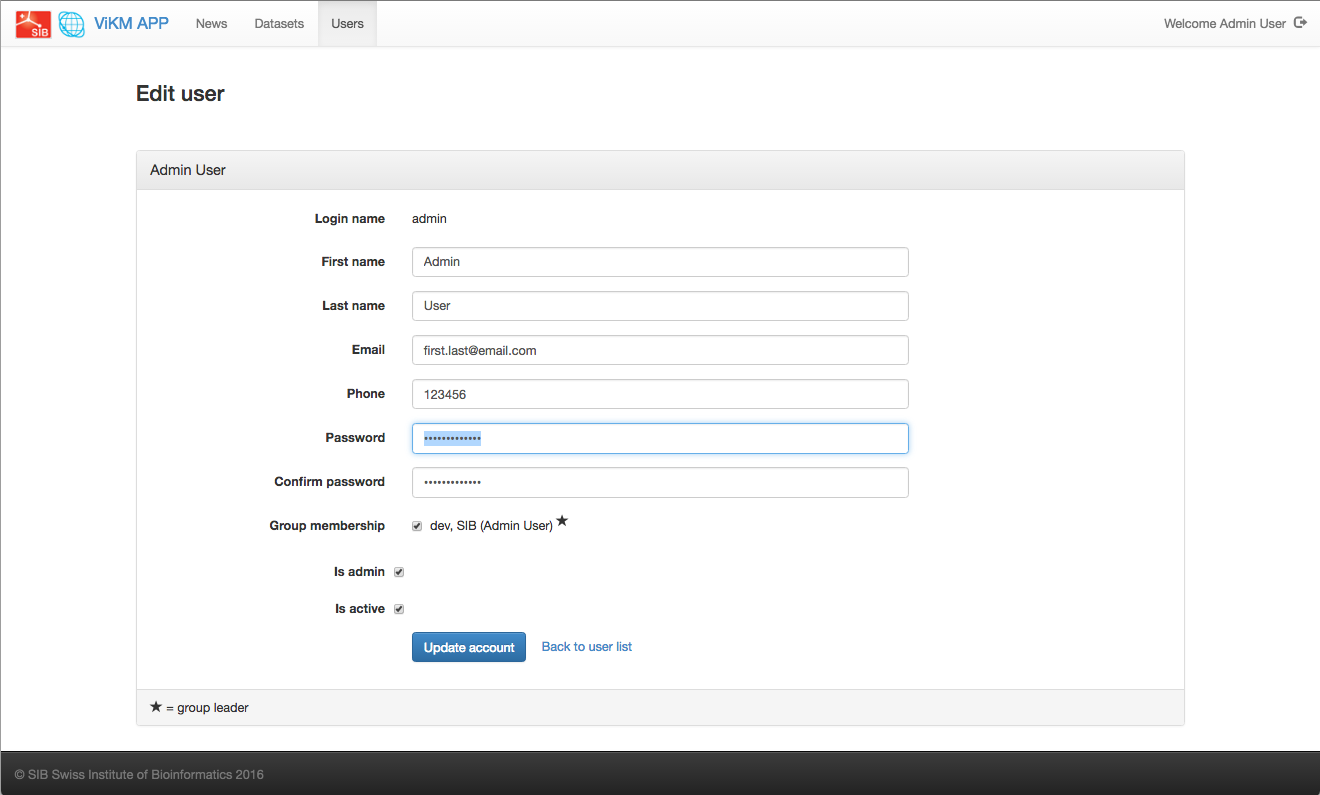 SIB ViKM APP News Datasets Users Welcome Admin User
Edit user
Admin User
Login name admin
First name Admin
Last name User
Email first.last@email.com
Phone 123456
Password •••••••••••••
Confirm password •••••••••••••
Group membership dev, SIB (Admin User) ★
Is admin
Is active
Update account Back to user list
★ = group leader
© SIB Swiss Institute of Bioinformatics 2016